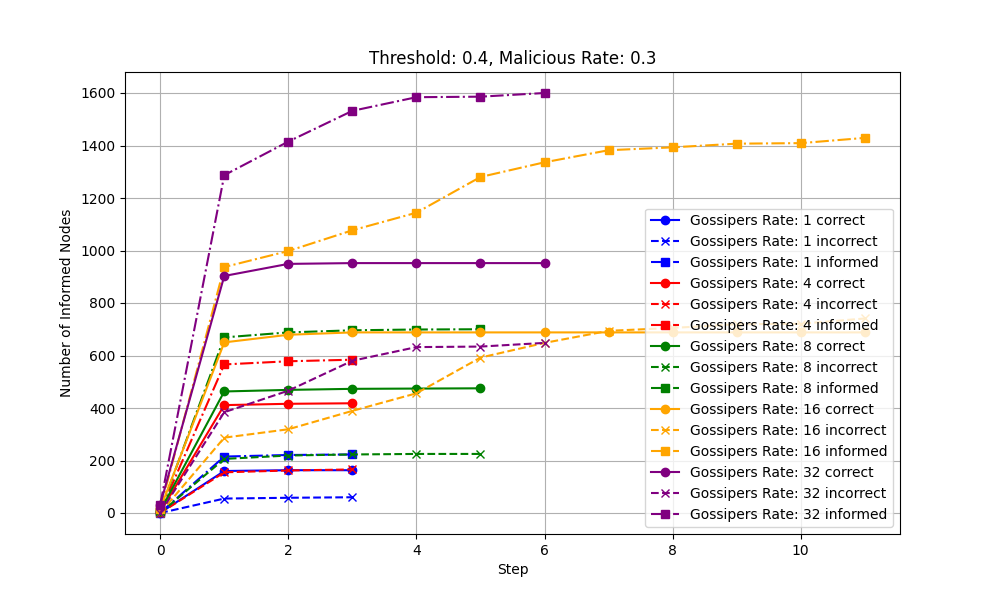 Threshold: 0.4, Malicious Rate: 0.3
Number of Informed Nodes
1600
1400
1200
1000
800
600
400
200
0
Gossipers Rate: 1 correct
Gossipers Rate: 1 incorrect
Gossipers Rate: 1 informed
Gossipers Rate: 4 correct
Gossipers Rate: 4 incorrect
Gossipers Rate: 4 informed
Gossipers Rate: 8 correct
Gossipers Rate: 8 incorrect
Gossipers Rate: 8 informed
Gossipers Rate: 16 correct
Gossipers Rate: 16 incorrect
Gossipers Rate: 16 informed
Gossipers Rate: 32 correct
Gossipers Rate: 32 incorrect
Gossipers Rate: 32 informed
0 2 4 6 8 10
Step